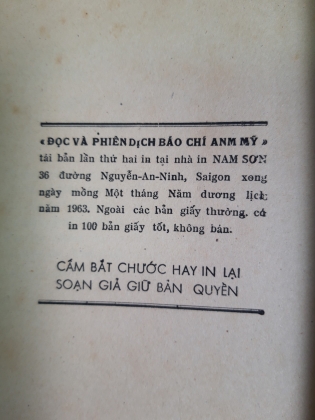 « ĐỌC VÀ PHIÊN DỊCH BÁO CHÍ ANH MỸ »
tái bản lần thứ hai in tại nhà in NAM SƠN
36 đường Nguyễn-An-Ninh, Saigon xong
ngày mồng Một tháng Năm dương lịch
năm 1963. Ngoài các bản giấy thường. có
in 100 bản giấy tốt, không bán.
CẤM BẮT CHƯỚC HAY IN LẠI
SOẠN GIẢ GIỮ BẢN QUYỀN